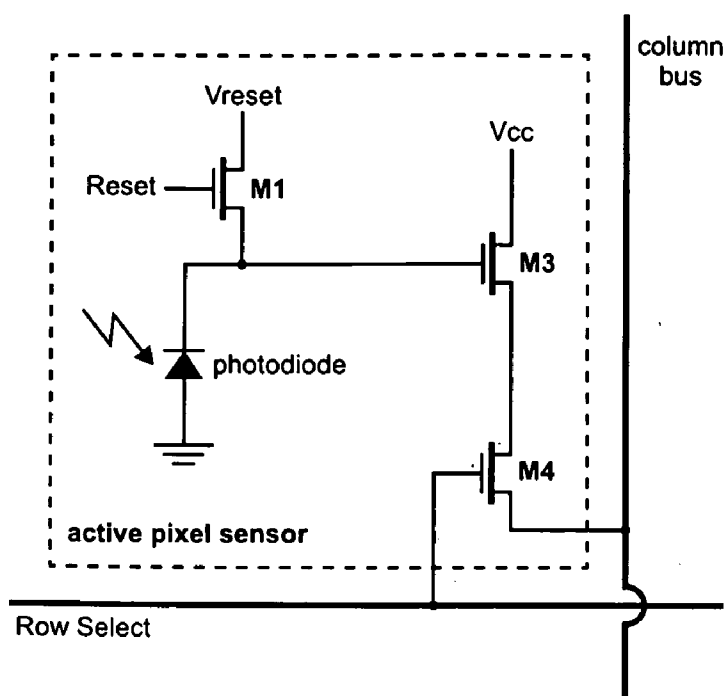 column
bus
Vreset
Vcc
Reset
M1
M3
photodiode
M4
active pixel sensor
Row Select